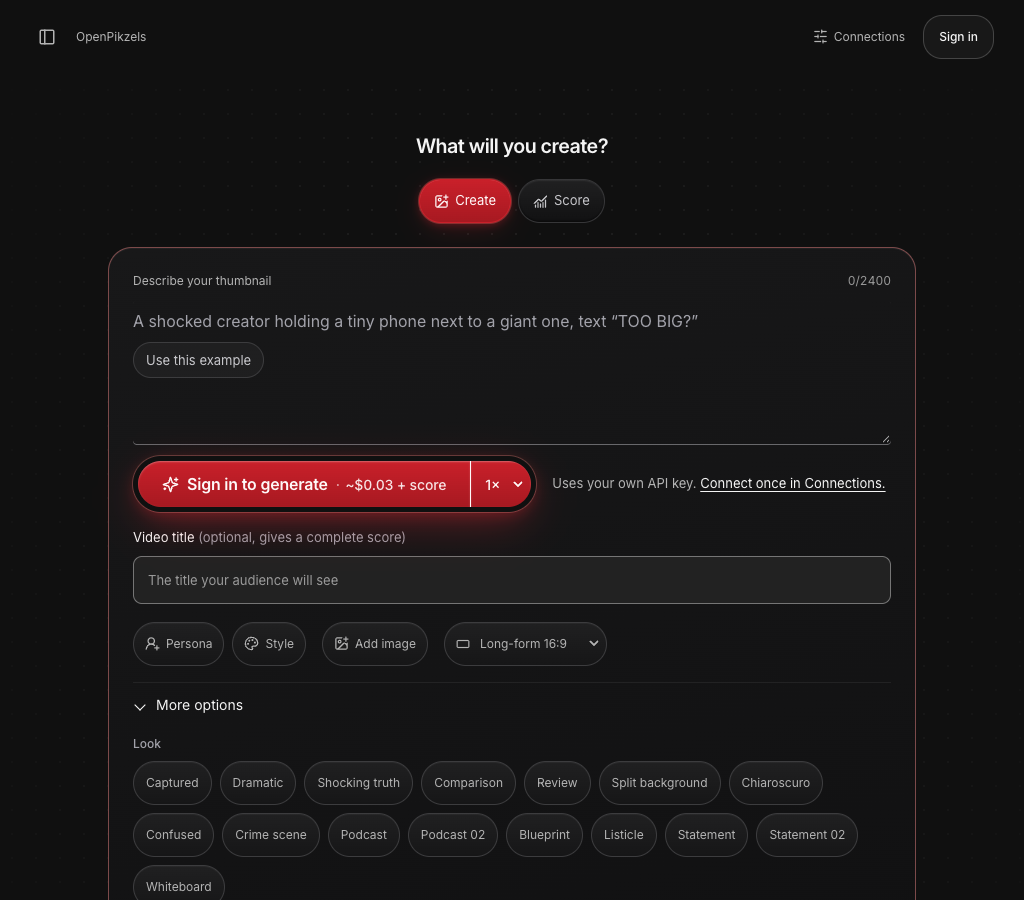 OpenPikzels
Connections
Sign in
What will you create?
Create
Score
Describe your thumbnail
0/2400
A shocked creator holding a tiny phone next to a giant one, text “TOO BIG?”
Use this example
Sign in to generate · ~$0.03 + score
1×
Uses your own API key. Connect once in Connections.
Video title (optional, gives a complete score)
The title your audience will see
Persona
Style
Add image
Long-form 16:9
More options
Look
Captured
Dramatic
Shocking truth
Comparison
Review
Split background
Chiaroscuro
Confused
Crime scene
Podcast
Podcast 02
Blueprint
Listicle
Statement
Statement 02
Whiteboard